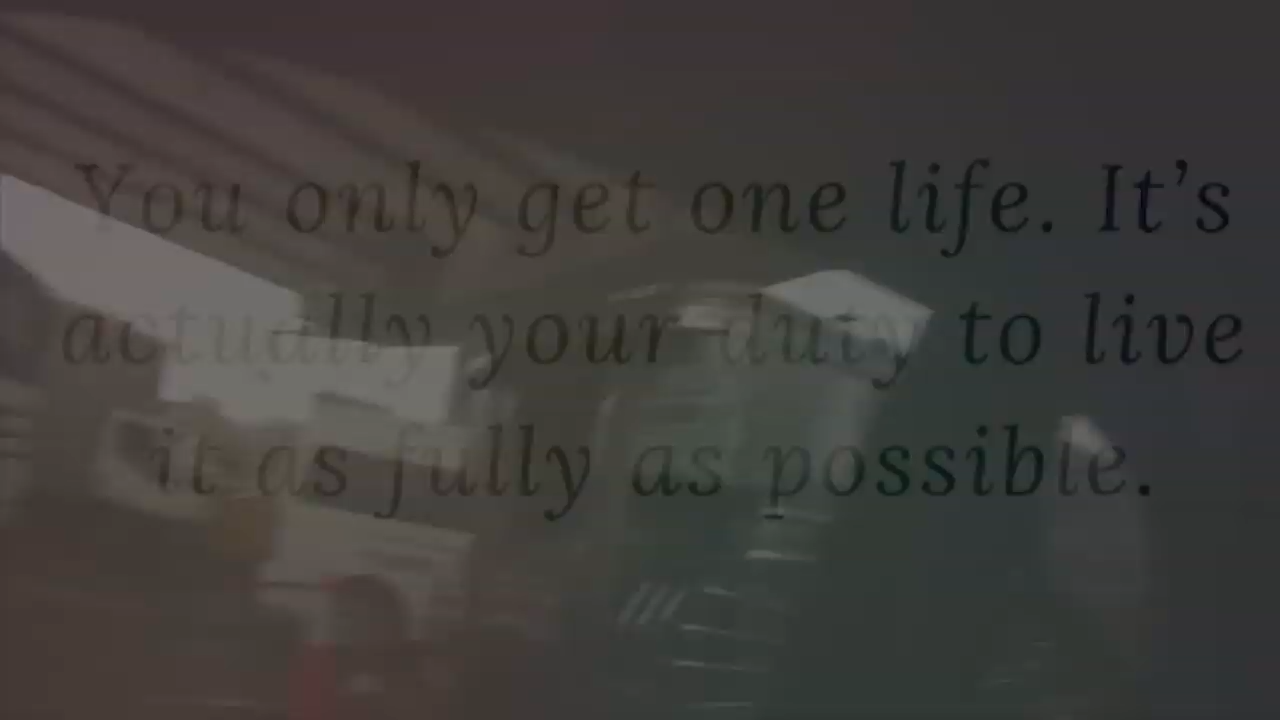 You only get one life. It’s
actually your duty to live
it as fully as possible.